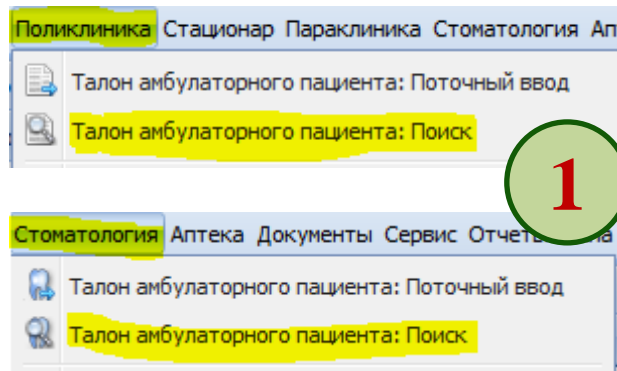 Поликлиника Стационар Параклиника Стоматология Ап
Талон амбулаторного пациента: Поточный ввод
Талон амбулаторного пациента: Поиск
1
Стоматология Аптека Документы Сервис
Талон амбулаторного пациента: Поточный ввод
Талон амбулаторного пациента: Поиск